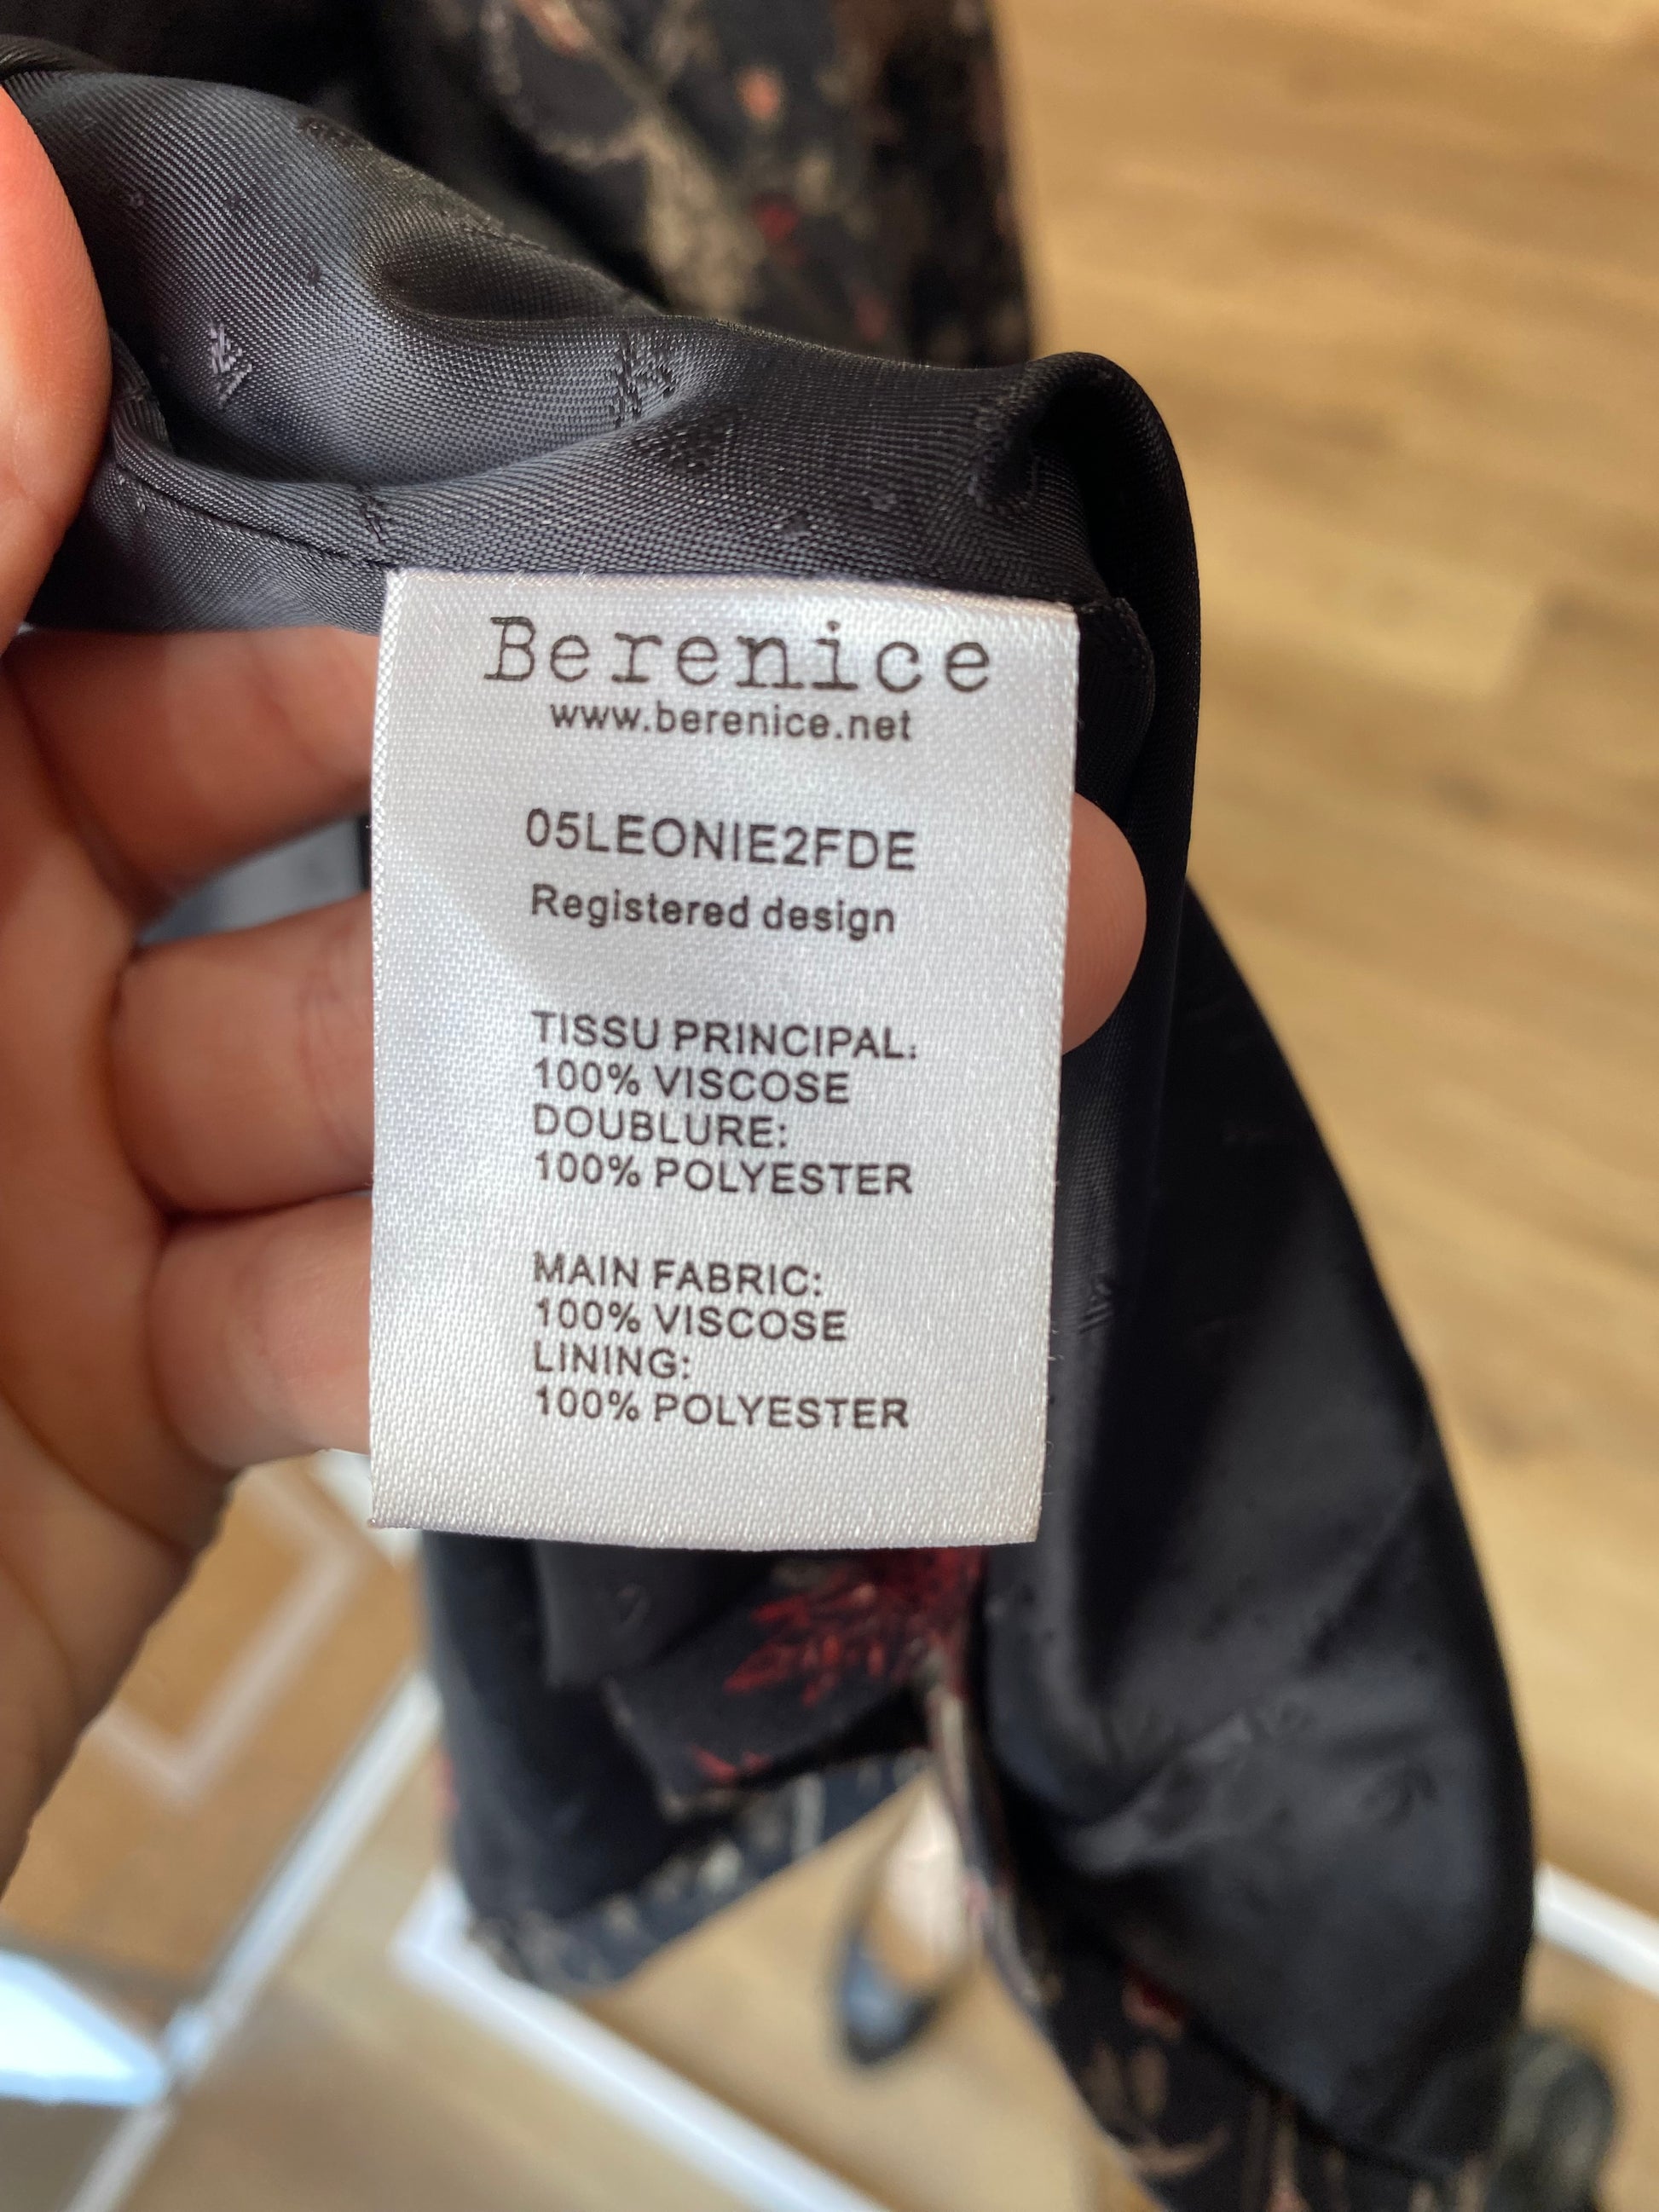 Berenice
www.berenice.net
05LEONIE2FDE
Registered design
TISSU PRINCIPAL:
100% VISCOSE
DOUBLURE:
100% POLYESTER
MAIN FABRIC:
100% VISCOSE
LINING:
100% POLYESTER